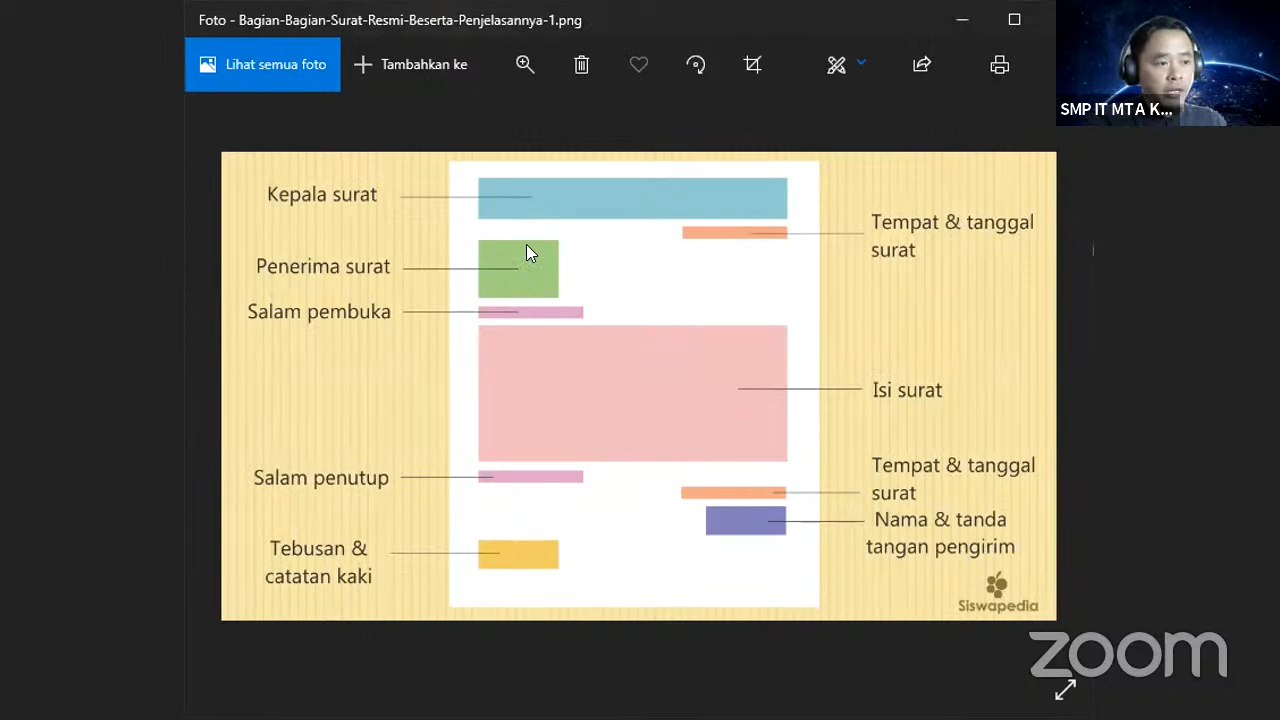 Foto - Bagian-Bagian-Surat-Resmi-Beserta-Penjelasannya-1.png
Lihat semua foto
Tambahkan ke
SMP IT MTA K...
Kepala surat
Tempat & tanggal
surat
Penerima surat
Salam pembuka
Isi surat
Salam penutup
Tempat & tanggal
surat
Nama & tanda
tangan pengirim
Tebusan &
catatan kaki
Siswapedia
zoom